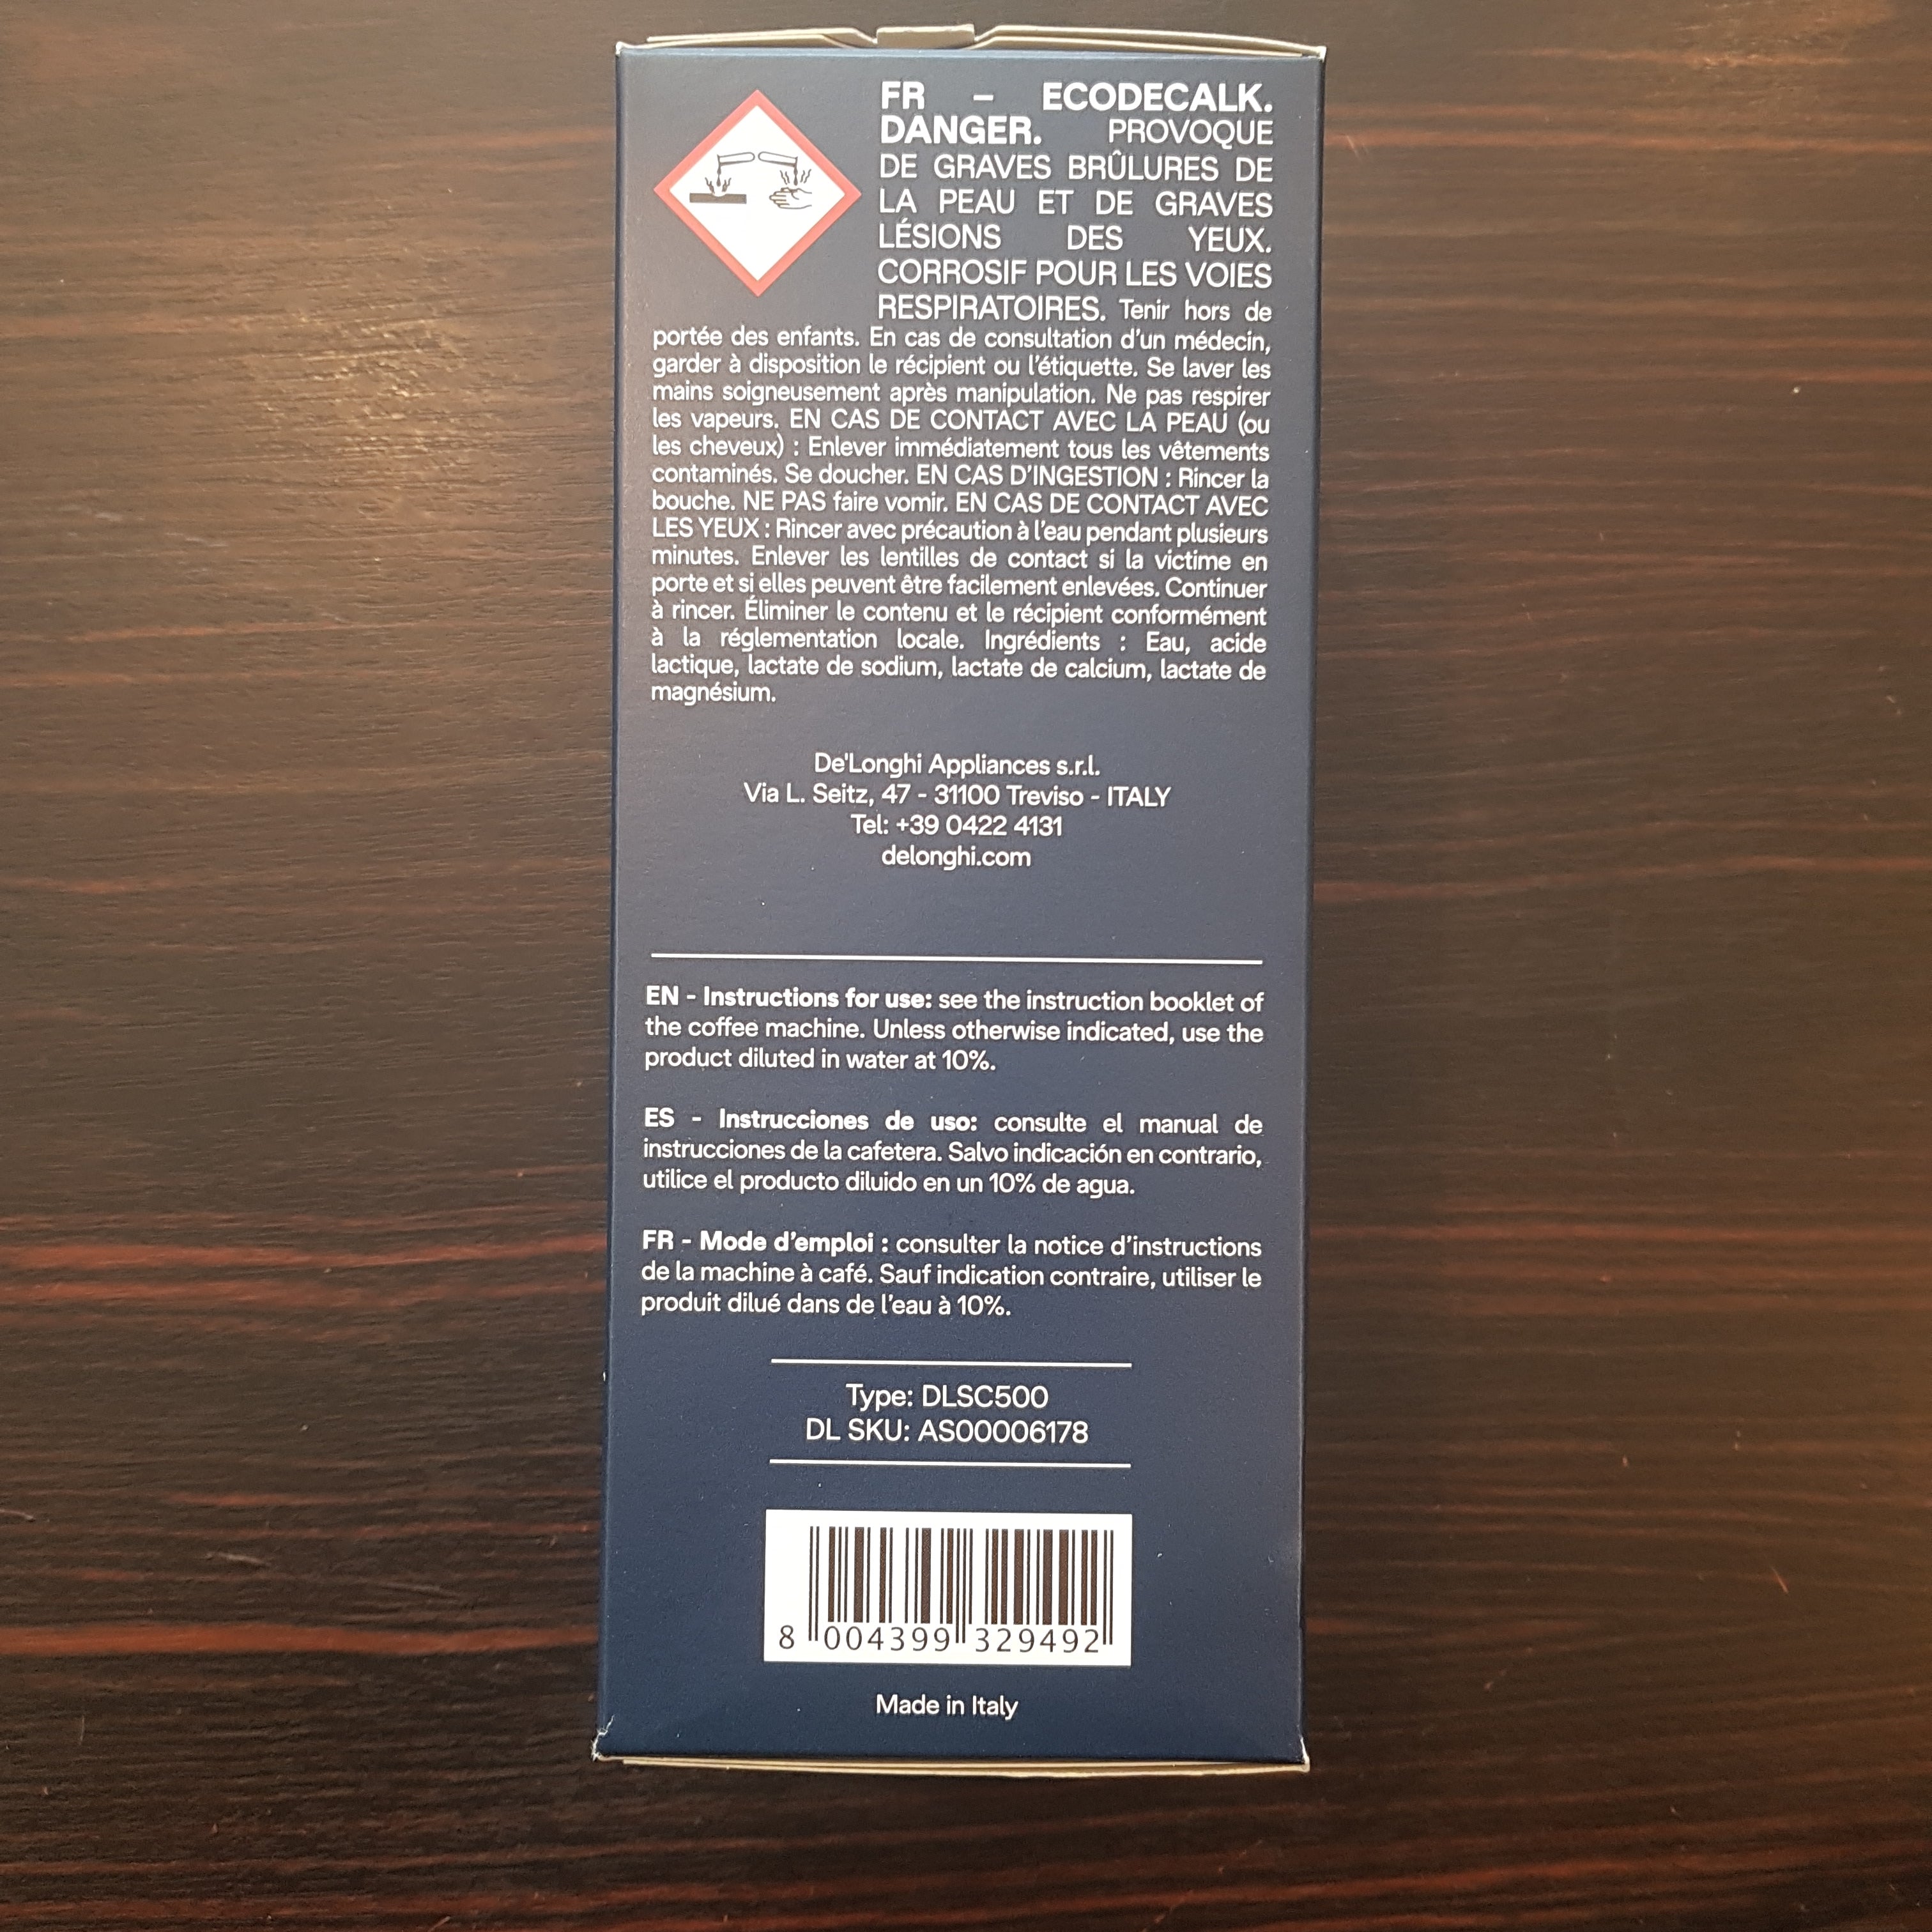 FR – ECODECALK.
DANGER. PROVOQUE
DE GRAVES BRÛLURES DE
LA PEAU ET DE GRAVES
LÉSIONS DES YEUX.
CORROSIF POUR LES VOIES
RESPIRATOIRES. Tenir hors de
portée des enfants. En cas de consultation d'un médecin,
garder à disposition le récipient ou l'étiquette. Se laver les
mains soigneusement après manipulation. Ne pas respirer
les vapeurs. EN CAS DE CONTACT AVEC LA PEAU (ou
les cheveux) : Enlever immédiatement tous les vêtements
contaminés. Se doucher. EN CAS D'INGESTION : Rincer la
bouche. NE PAS faire vomir. EN CAS DE CONTACT AVEC
LES YEUX : Rincer avec précaution à l'eau pendant plusieurs
minutes. Enlever les lentilles de contact si la victime en
porte et si elles peuvent être facilement enlevées. Continuer
à rincer. Éliminer le contenu et le récipient conformément
à la réglementation locale. Ingrédients : Eau, acide
lactique, lactate de sodium, lactate de calcium, lactate de
magnésium.
De'Longhi Appliances s.r.l.
Via L. Seitz, 47 - 31100 Treviso - ITALY
Tel: +39 0422 4131
delonghi.com
EN - Instructions for use: see the instruction booklet of
the coffee machine. Unless otherwise indicated, use the
product diluted in water at 10%.
ES - Instrucciones de uso: consulte el manual de
instrucciones de la cafetera. Salvo indicación en contrario,
utilice el producto diluido en un 10% de agua.
FR - Mode d'emploi : consulter la notice d'instructions
de la machine à café. Sauf indication contraire, utiliser le
produit dilué dans de l'eau à 10%.
Type: DLSC500
DL SKU: AS00006178
8 004399 329492
Made in Italy